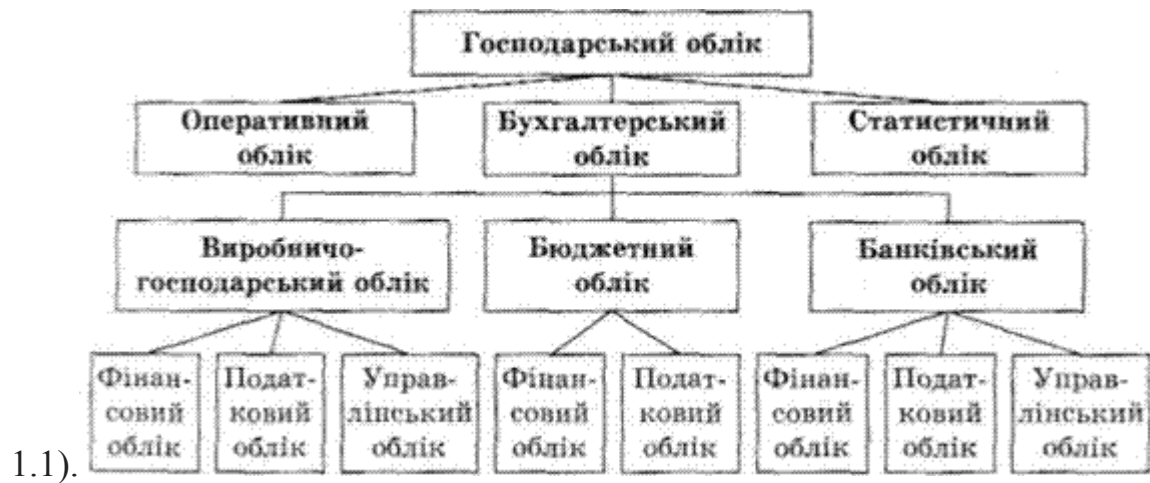 Господарський облік
Оперативний
облік
Бухгалтерський
облік
Статистичний
облік
Виробничо-
господарський облік
Бюджетний
облік
Банківський
облік
Фінан-
совий
облік
Подат-
ковий
облік
Управ-
лінський
облік
Фінан-
совий
облік
Подат-
ковий
облік
Фінан-
совий
облік
Подат-
ковий
облік
Управ-
лінський
облік
1.1).